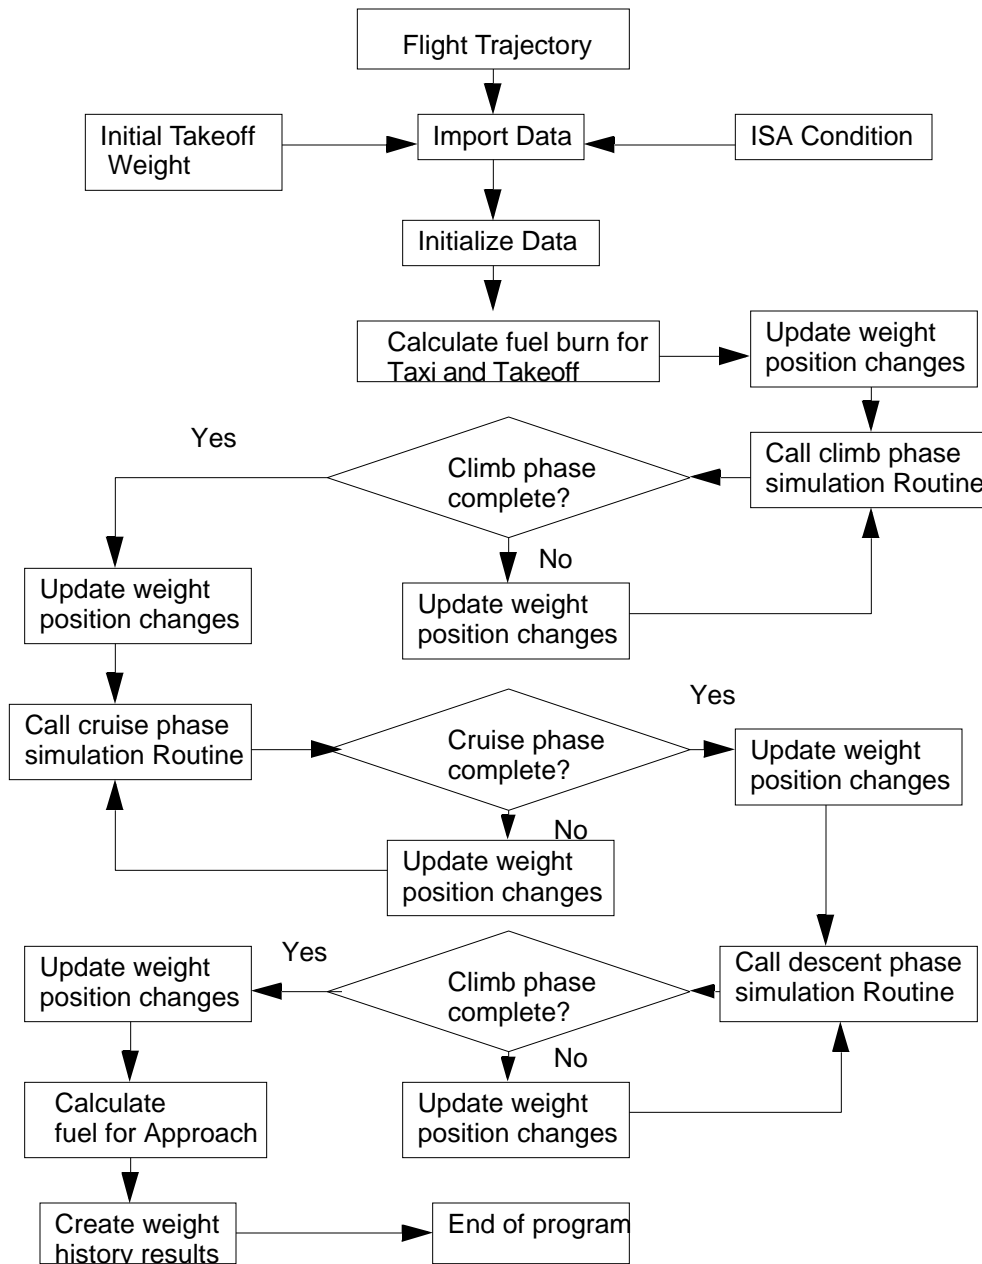 Flight Trajectory
Initial Takeoff
Weight
Import Data
ISA Condition
Initialize Data
Calculate fuel burn for
Taxi and Takeoff
Update weight
position changes
Yes
Climb phase
complete?
Call climb phase
simulation Routine
No
Update weight
position changes
Update weight
position changes
Yes
Call cruise phase
simulation Routine
Cruise phase
complete?
Update weight
position changes
No
Update weight
position changes
Yes
Update weight
position changes
Climb phase
complete?
Call descent phase
simulation Routine
No
Calculate
fuel for Approach
Update weight
position changes
Create weight
history results
End of program